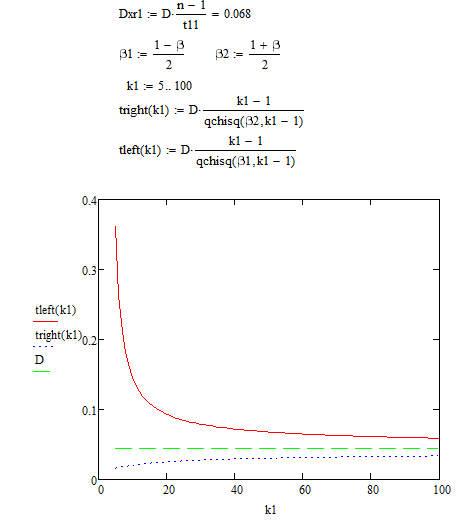 Dxr1 := D·(n − 1)/t11 = 0.068
β1 := (1 − β)/2 β2 := (1 + β)/2
k1 := 5.. 100
tright(k1) := D·(k1 − 1)/qchisq(β2,k1 − 1)
tleft(k1) := D·(k1 − 1)/qchisq(β1,k1 − 1)
0.4
0.3
tleft(k1)
tright(k1)
0.2
D
0.1
0
0 20 40 60 80 100
k1